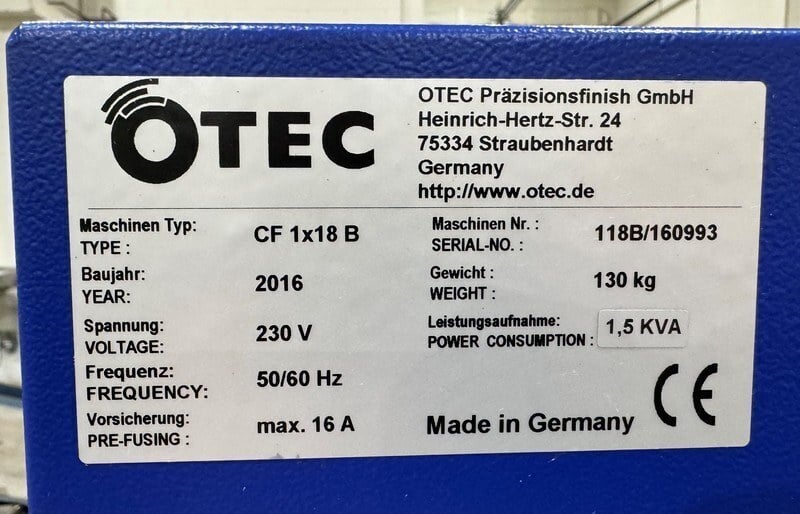 OTEC
OTEC Präzisionsfinish GmbH
Heinrich-Hertz-Str. 24
75334 Straubenhardt
Germany
http://www.otec.de
Maschinen Typ:
TYPE :
CF 1x18 B
Maschinen Nr. :
SERIAL-NO. :
118B/160993
Baujahr:
YEAR:
2016
Gewicht :
WEIGHT :
130 kg
Spannung:
VOLTAGE:
230 V
Leistungsaufnahme:
POWER CONSUMPTION :
1,5 KVA
Frequenz:
FREQUENCY:
50/60 Hz
Vorsicherung:
PRE-FUSING :
max. 16 A
Made in Germany
CE